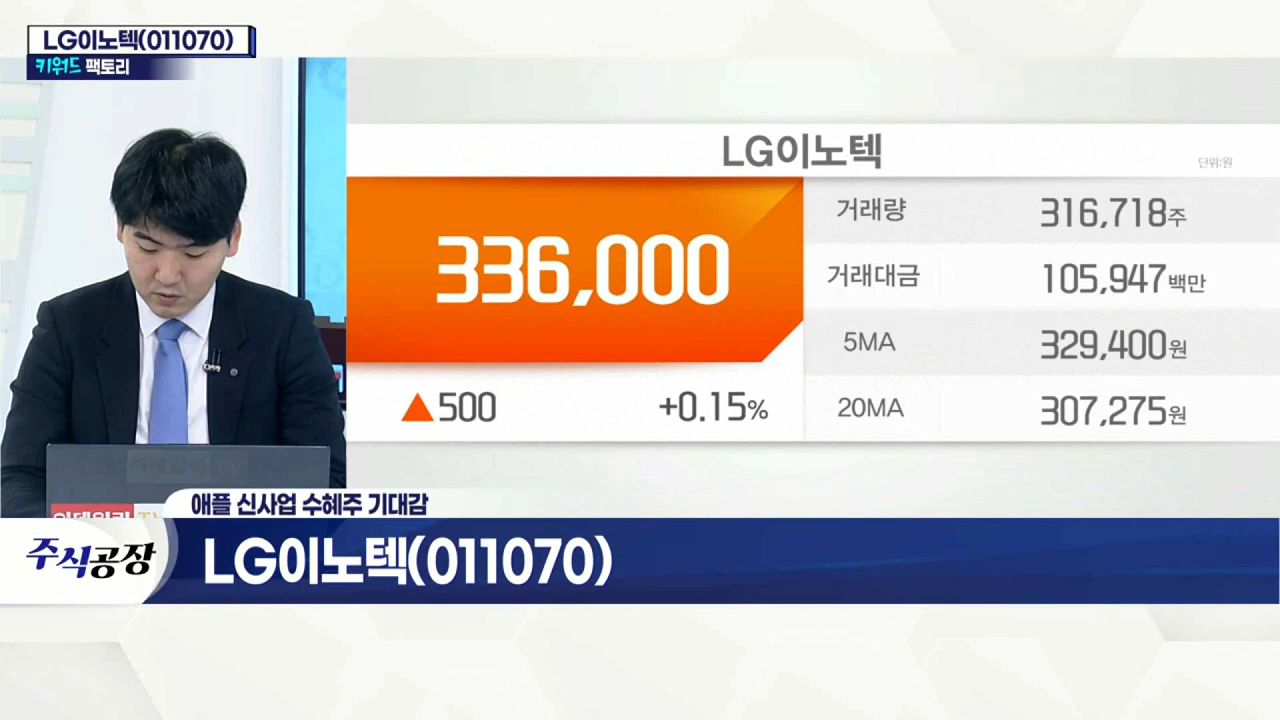 LG이노텍(011070)
키워드 팩토리
LG이노텍
단위:원
336,000
▲500 +0.15%
거래량 316,718주
거래대금 105,947백만
5MA 329,400원
20MA 307,275원
애플 신사업 수혜주 기대감
주식공장
LG이노텍(011070)